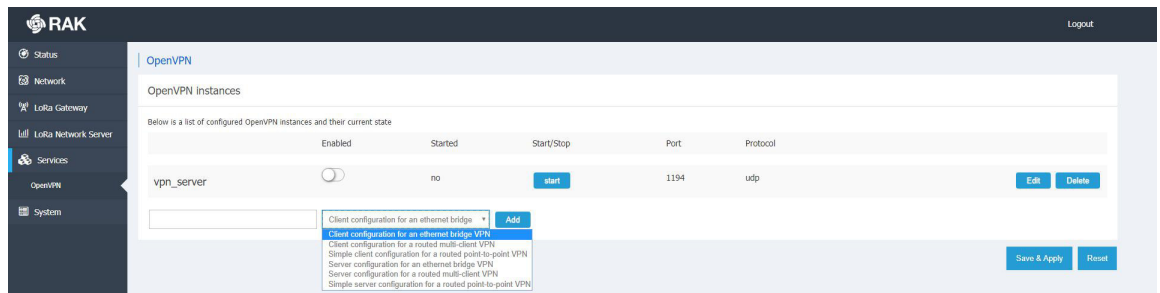 RAK
Logout
Status
Network
LoRa Gateway
LoRa Network Server
Services
OpenVPN
System
OpenVPN
OpenVPN instances
Below is a list of configured OpenVPN instances and their current state
Enabled Started Start/Stop Port Protocol
vpn_server no start 1194 udp Edit Delete
Client configuration for an ethernet bridge Add
Client configuration for an ethernet bridge VPN
Client configuration for a routed multi-client VPN
Simple client configuration for a routed point-to-point VPN
Server configuration for an ethernet bridge VPN
Server configuration for a routed multi-client VPN
Simple server configuration for a routed point-to-point VPN
Save & Apply Reset